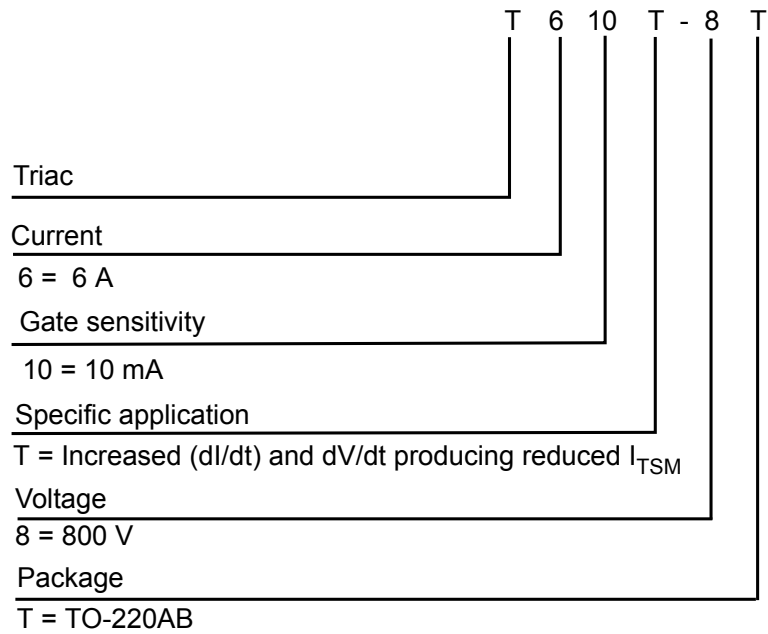 T 6 10 T - 8 T
Triac
Current
6 = 6 A
Gate sensitivity
10 = 10 mA
Specific application
T = Increased (dI/dt) and dV/dt producing reduced ITSM
Voltage
8 = 800 V
Package
T = TO-220AB